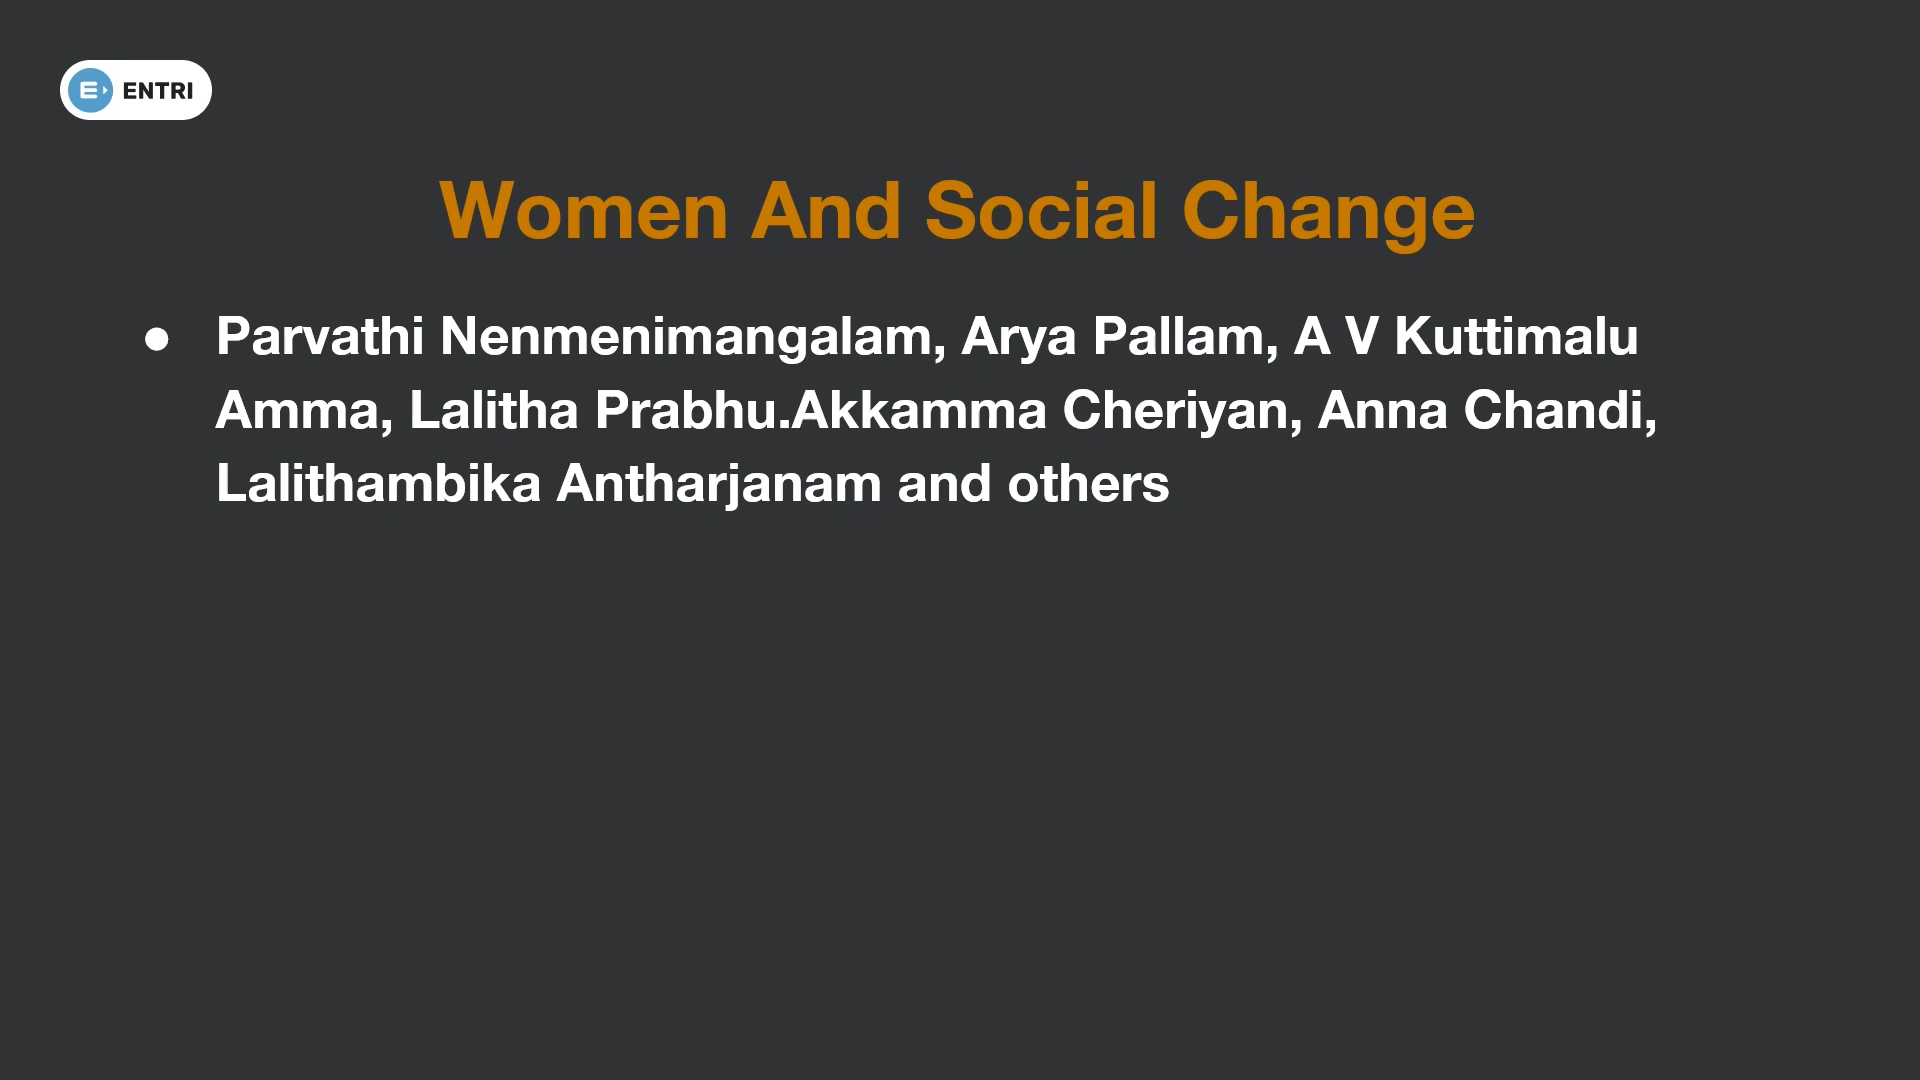 ENTRI
Women And Social Change
● Parvathi Nenmenimangalam, Arya Pallam, A V Kuttimalu
Amma, Lalitha Prabhu.Akkamma Cheriyan, Anna Chandi,
Lalithambika Antharjanam and others